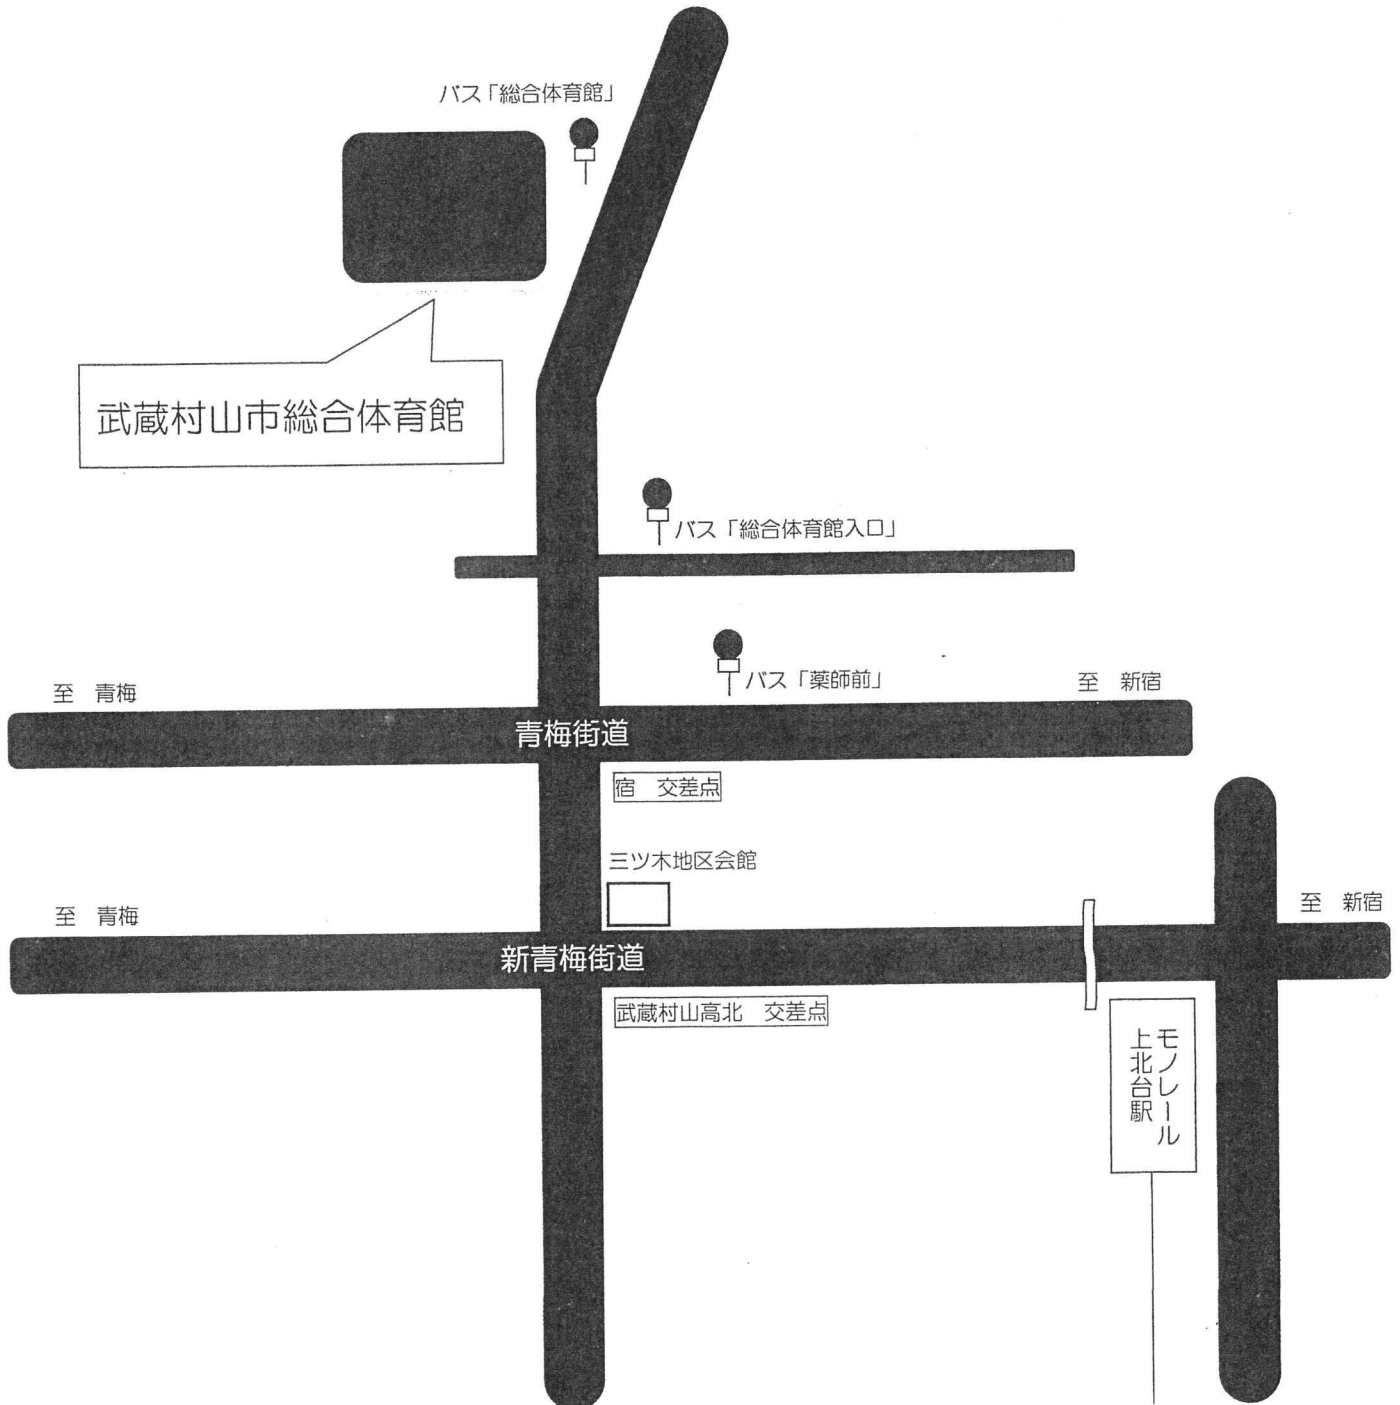 バス「総合体育館」
武蔵村山市総合体育館
バス「総合体育館入口」
バス「薬師前」
至 青梅
至 新宿
青梅街道
宿 交差点
三ツ木地区会館
至 青梅
至 新宿
新青梅街道
武蔵村山高北 交差点
モノレール
上北台駅